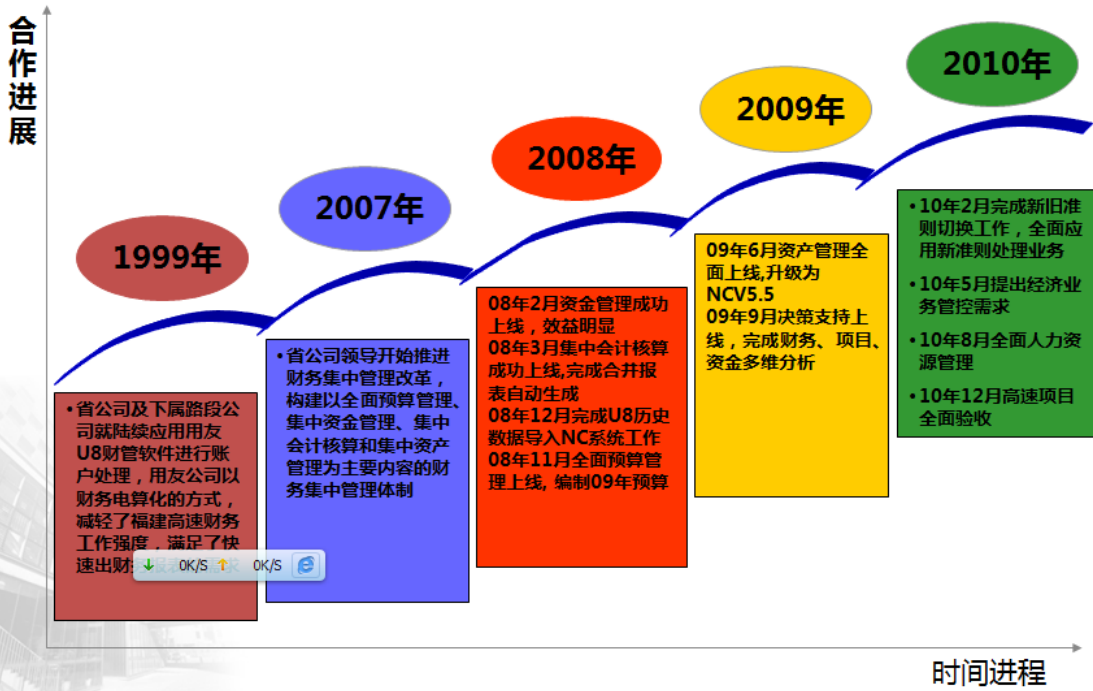 合作进展
1999年
2007年
2008年
2009年
2010年
•省公司及下属路段公
司就陆续应用用友
U8财管软件进行账
户处理，用友公司以
财务电算化的方式，
减轻了福建高速财务
工作强度，满足了快
速出财
0K/S
0K/S
•省公司领导开始推进
财务集中管理改革，
构建以全面预算管理、
集中资金管理、集中
会计核算和集中资产
管理为主要内容的财
务集中管理体制
08年2月资金管理成功
上线，效益明显
08年3月集中会计核算
成功上线,完成合并报
表自动生成
08年12月完成U8历史
数据导入NC系统工作
08年11月全面预算管
理上线, 编制09年预算
09年6月资产管理全
面上线,升级为
NCV5.5
09年9月决策支持上
线，完成财务、项目、
资金多维分析
•10年2月完成新旧准
则切换工作，全面应
用新准则处理业务
•10年5月提出经济业
务管控需求
•10年8月全面人力资
源管理
•10年12月高速项目
全面验收
时间进程